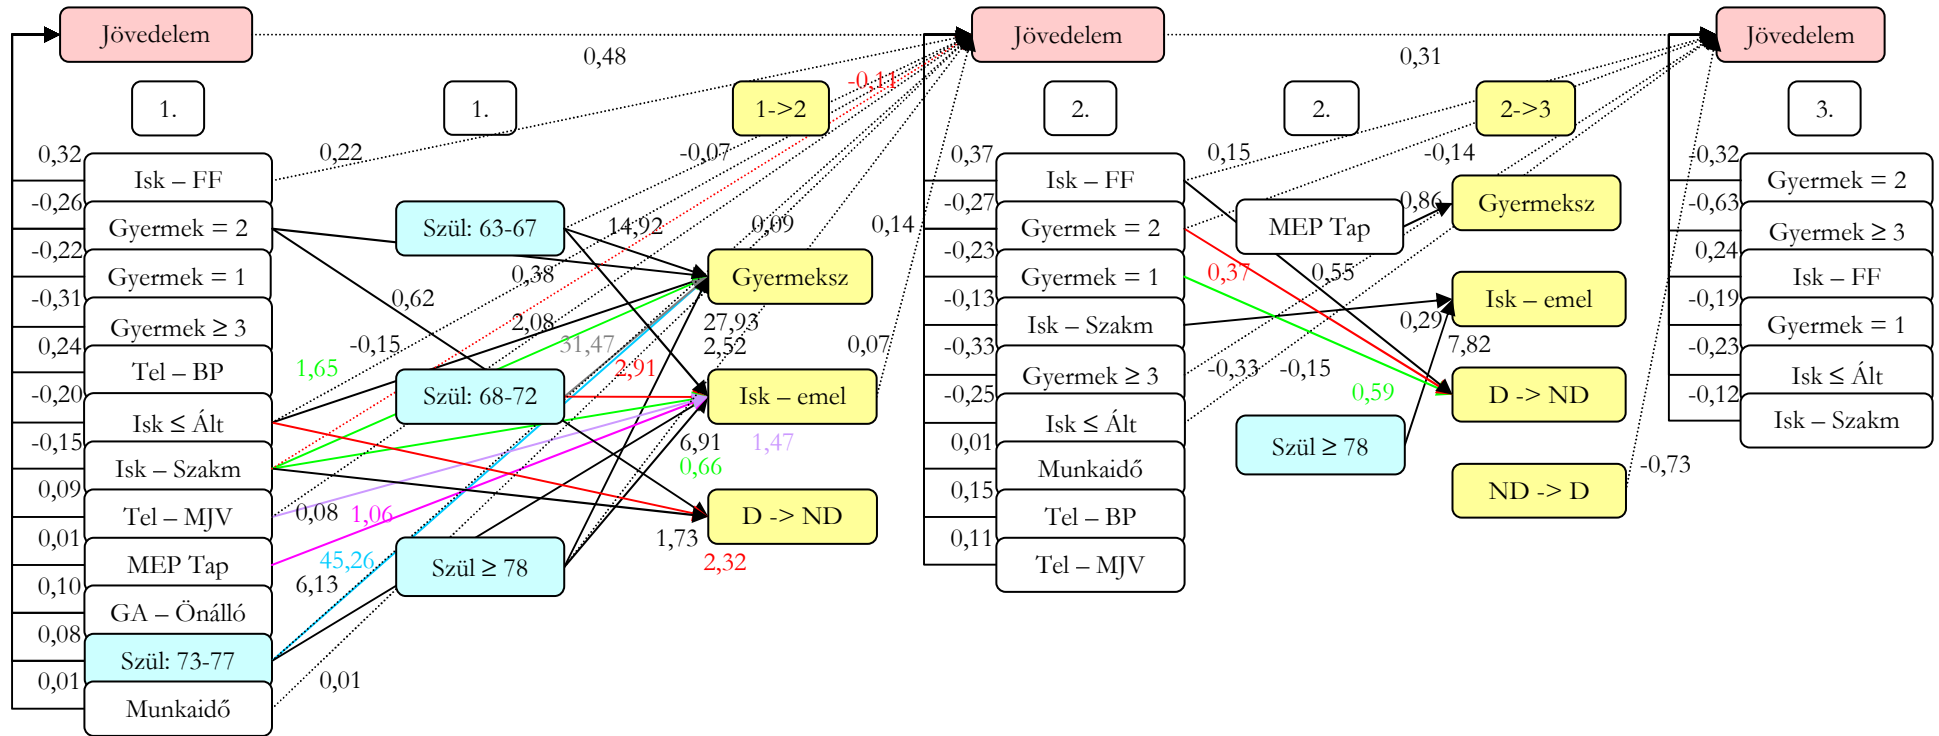 Jövedelem
Jövedelem
Jövedelem
0,48
0,31
-0,11
1.
1.
1->2
2.
2.
2->3
3.
0,32
0,22
-0,07
0,37
0,15
-0,14
-0,32
Isk – FF
Isk – FF
Gyermek = 2
-0,26
-0,27
0,86
Gyermeksz
-0,63
Gyermek = 2
Szül: 63-67
14,92
0,09
0,14
Gyermek = 2
MEP Tap
Gyermek ≥ 3
-0,22
-0,23
0,24
Gyermek = 1
0,38
Gyermeksz
Gyermek = 1
0,37
0,55
Isk – FF
-0,31
0,62
-0,13
Isk – emel
-0,19
Gyermek ≥ 3
2,08
27,93
Isk – Szakm
0,29
Gyermek = 1
0,24
-0,15
31,47
2,52
0,07
-0,33
7,82
-0,23
Tel – BP
1,65
2,91
Gyermek ≥ 3
-0,33
-0,15
Isk ≤ Ált
-0,20
Szül: 68-72
Isk – emel
-0,25
0,59
D -> ND
-0,12
Isk ≤ Ált
Isk ≤ Ált
Isk – Szakm
-0,15
6,91
1,47
0,01
Szül ≥ 78
Isk – Szakm
0,66
Munkaidő
-0,73
0,09
0,15
ND -> D
Tel – MJV
0,08
1,06
D -> ND
Tel – BP
0,01
1,73
0,11
MEP Tap
45,26
Szül ≥ 78
2,32
Tel – MJV
0,10
6,13
GA – Önálló
0,08
Szül: 73-77
0,01
0,01
Munkaidő